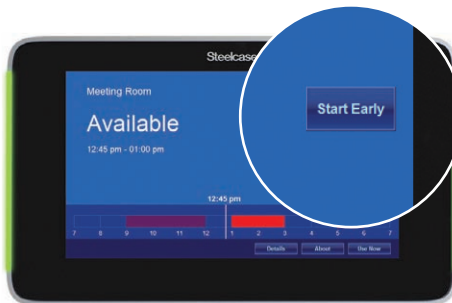 Steelcase
Meeting Room
Start Early
Available
12:45 pm - 01:00 pm
12:45 pm
7 8 9 10 11 12 1 2 3 4 5 6 7
Details About Use Now